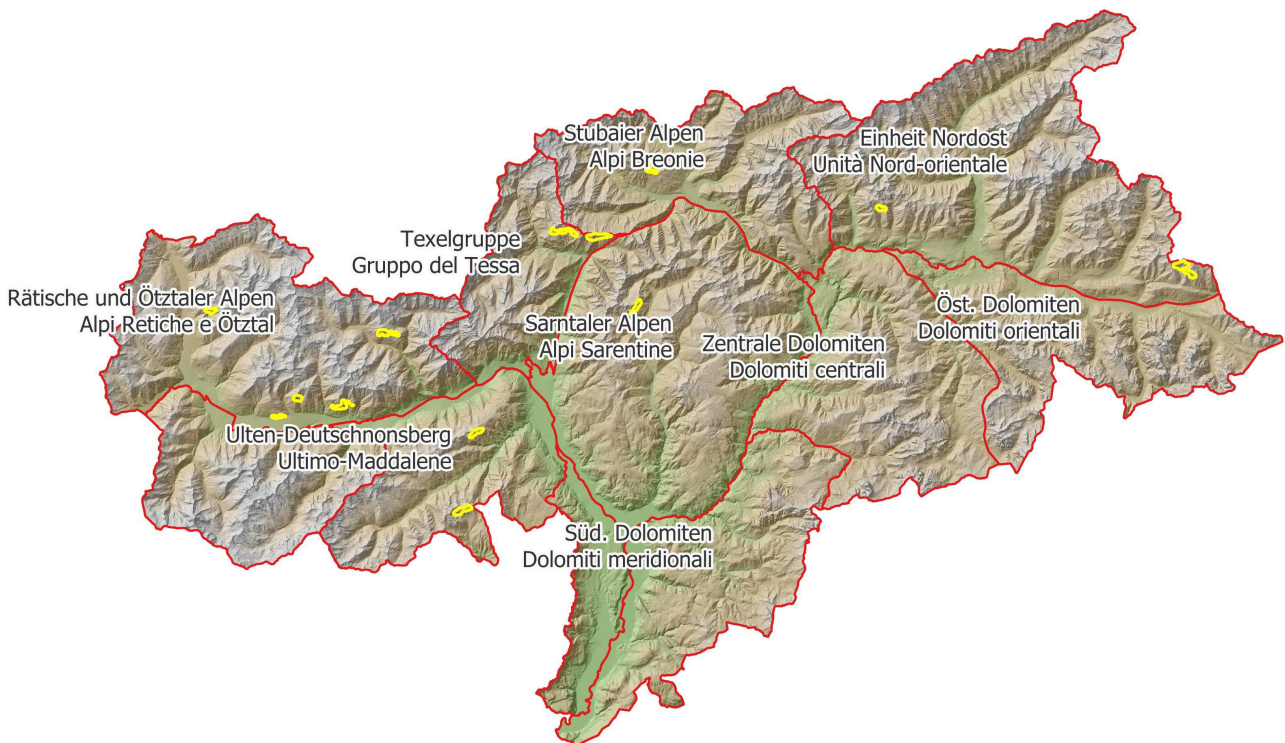 Stubaier Alpen
Alpi Breonie
Einheit Nordost
Unità Nord-orientale
Texelgruppe
Gruppo del Tessa
Rätische und Ötztaler Alpen
Alpi Retiche e Ötztal
Sarntaler Alpen
Alpi Sarentine
Zentrale Dolomiten
Dolomiti centrali
Öst. Dolomiten
Dolomiti orientali
Ulten-Deutschnonsberg
Ultimo-Maddalene
Süd. Dolomiten
Dolomiti meridionali